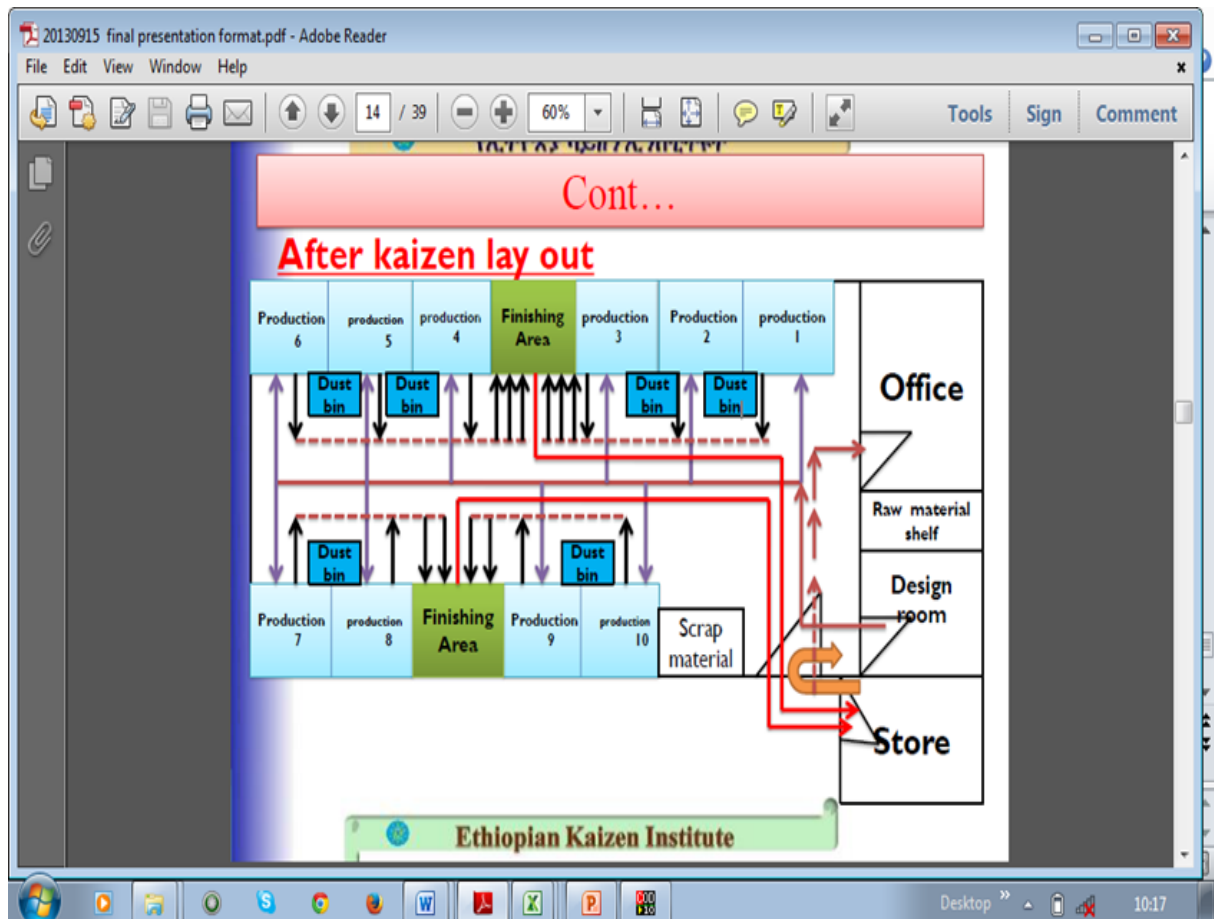 20130915 final presentation format.pdf - Adobe Reader
File Edit View Window Help
14 / 39 60% Tools Sign Comment
Cont...
After kaizen lay out
Production 6
production 5
production 4
Finishing Area
production 3
Production 2
production 1
Dust bin
Dust bin
Dust bin
Dust bin
Office
Raw material shelf
Design room
Dust bin
Dust bin
Production 7
production 8
Finishing Area
Production 9
production 10
Scrap material
Store
Ethiopian Kaizen Institute
Desktop 10:17